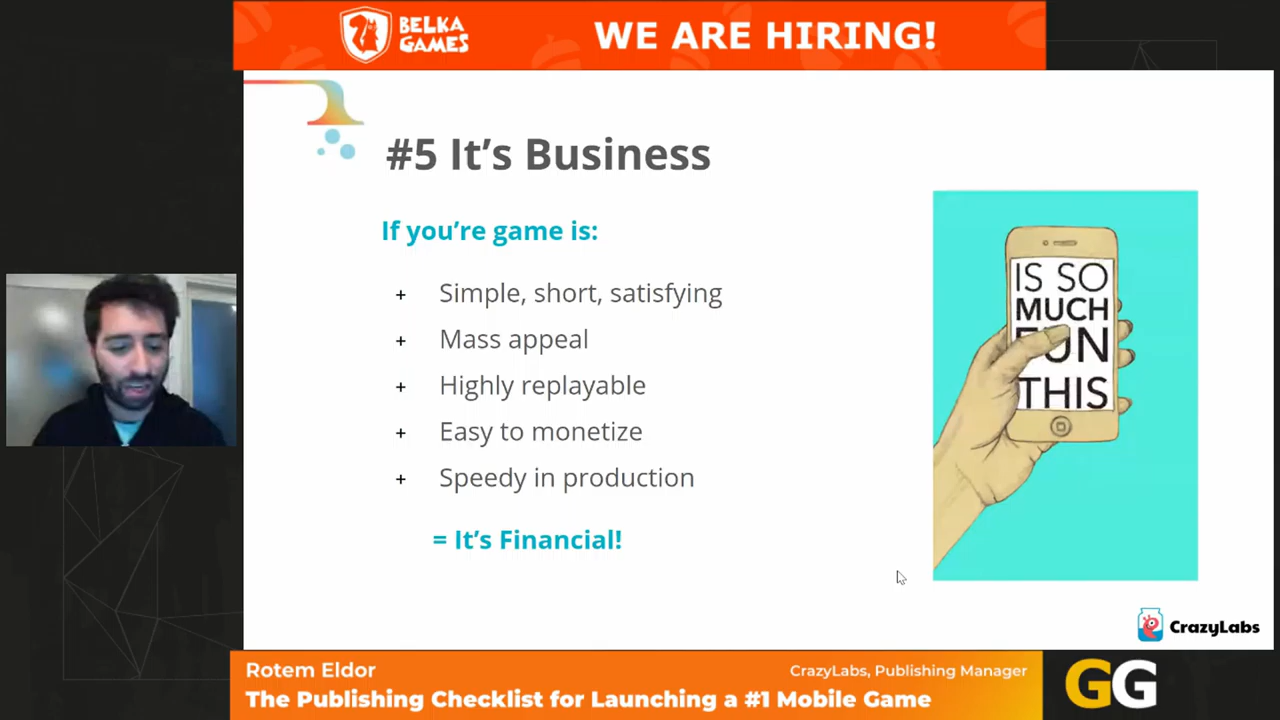 BELKA
GAMES
WE ARE HIRING!
#5 It's Business
If you're game is:
+ Simple, short, satisfying
+ Mass appeal
+ Highly replayable
+ Easy to monetize
+ Speedy in production
= It's Financial!
IS SO
MUCH
FUN
THIS
CrazyLabs
Rotem Eldor
CrazyLabs, Publishing Manager
The Publishing Checklist for Launching a #1 Mobile Game
GG